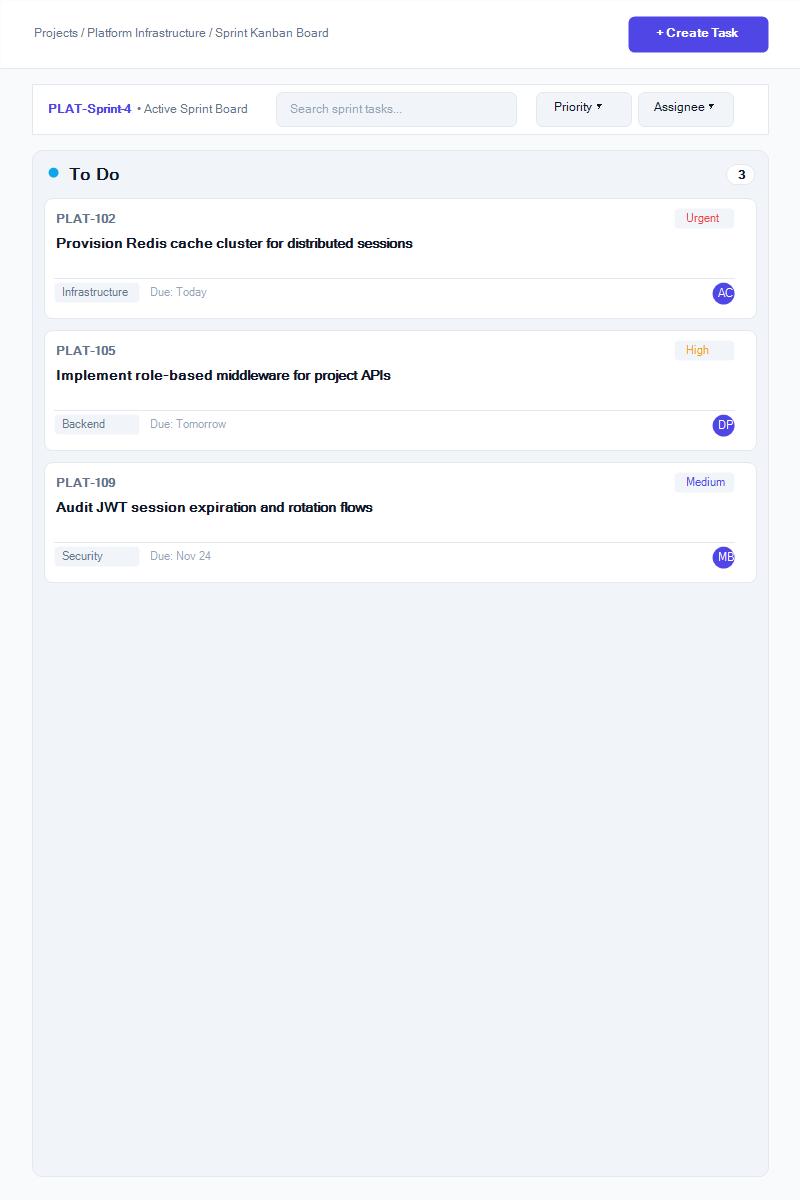 Projects / Platform Infrastructure / Sprint Kanban Board
+ Create Task
PLAT-Sprint-4 • Active Sprint Board
Search sprint tasks...
Priority ▾
Assignee ▾
To Do
3
PLAT-102
Urgent
Provision Redis cache cluster for distributed sessions
Infrastructure
Due: Today
AC
PLAT-105
High
Implement role-based middleware for project APIs
Backend
Due: Tomorrow
DP
PLAT-109
Medium
Audit JWT session expiration and rotation flows
Security
Due: Nov 24
MB